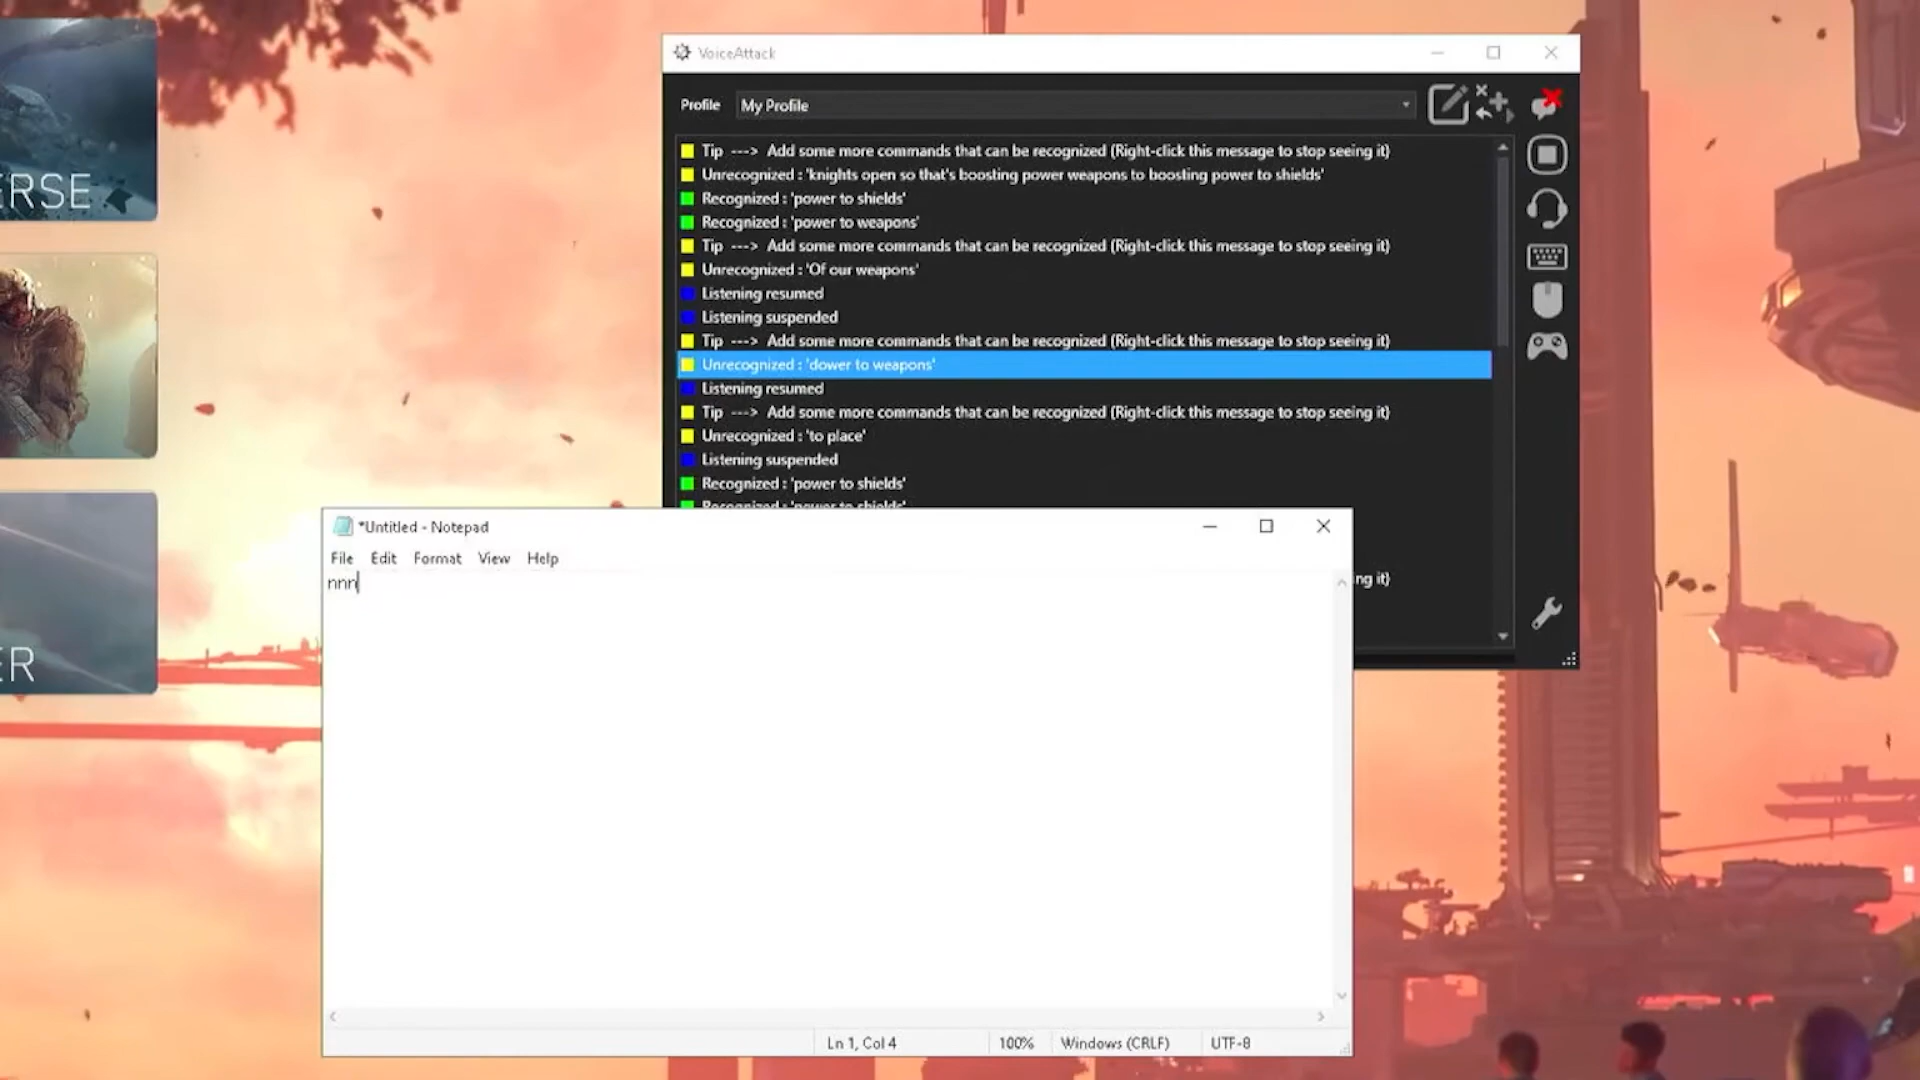 ERSE
ER
VoiceAttack
Profile My Profile
Tip ---> Add some more commands that can be recognized (Right-click this message to stop seeing it)
Unrecognized : 'knights open so that's boosting power weapons to boosting power to shields'
Recognized : 'power to shields'
Recognized : 'power to weapons'
Tip ---> Add some more commands that can be recognized (Right-click this message to stop seeing it)
Unrecognized : 'Of our weapons'
Listening resumed
Listening suspended
Tip ---> Add some more commands that can be recognized (Right-click this message to stop seeing it)
Unrecognized : 'dower to weapons'
Listening resumed
Tip ---> Add some more commands that can be recognized (Right-click this message to stop seeing it)
Unrecognized : 'to place'
Listening suspended
Recognized : 'power to shields'
Recognized : 'power to shields'
ing it)
*Untitled - Notepad
File Edit Format View Help
nnn
Ln 1, Col 4 100% Windows (CRLF) UTF-8